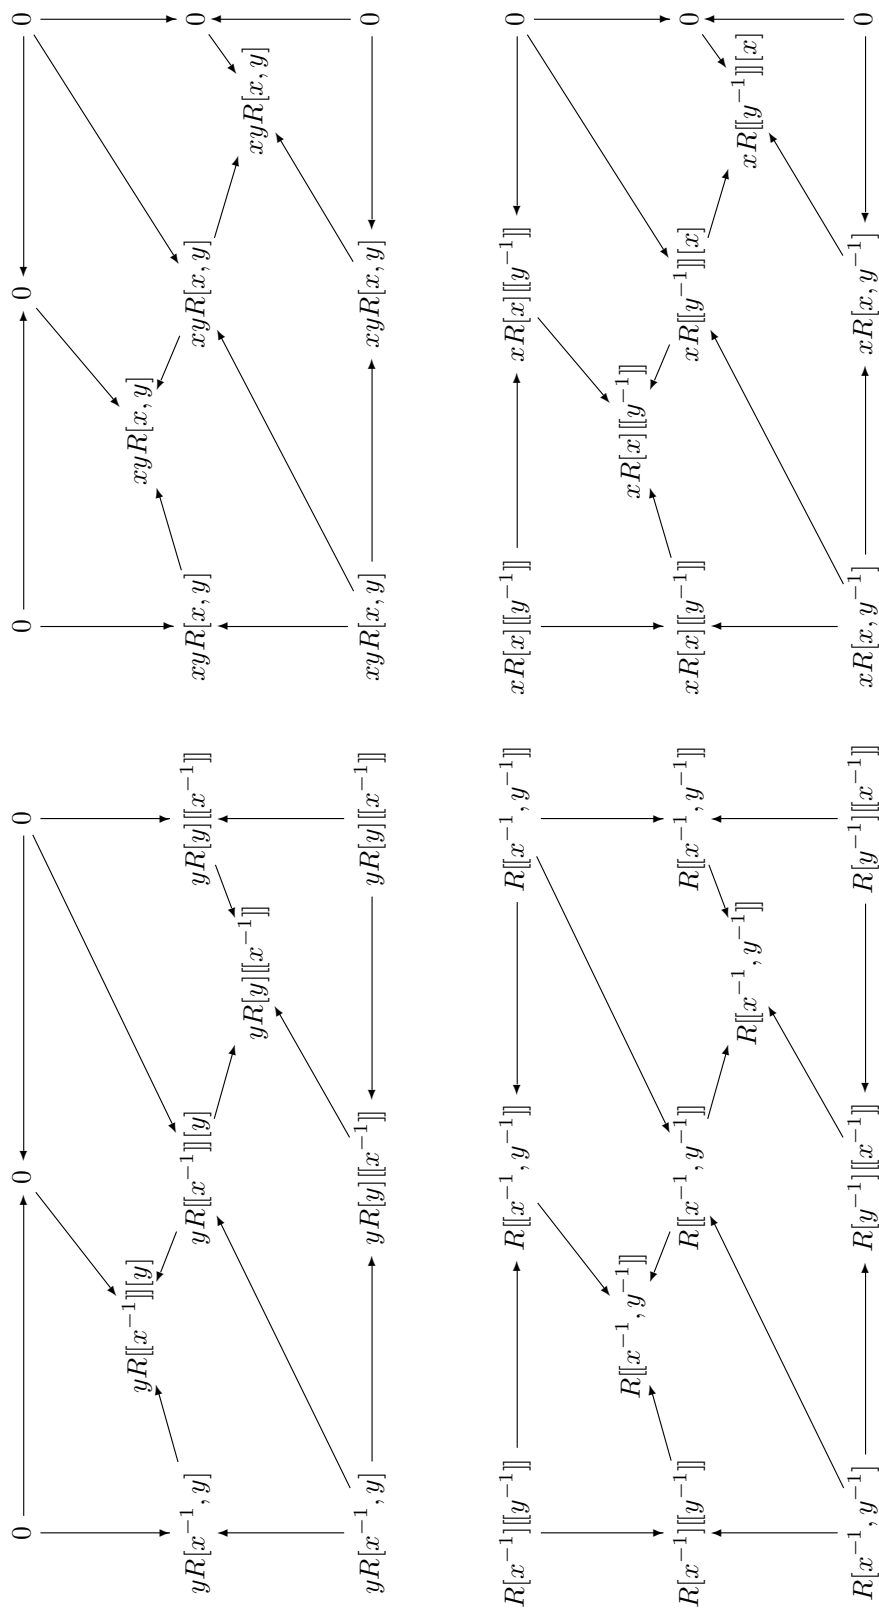 0 0 0 0 0 0
yR[[x⁻¹]][y] xyR[x, y]
yR[x⁻¹, y] yR[[x⁻¹]][y] yR[y][[x⁻¹]] xyR[x, y] xyR[x, y] 0
yR[y][[x⁻¹]] xyR[x, y]
yR[x⁻¹, y] yR[y][[x⁻¹]] yR[y][[x⁻¹]] xyR[x, y] xyR[x, y] 0
R[x⁻¹][[y⁻¹]] R[[x⁻¹, y⁻¹]] R[[x⁻¹, y⁻¹]] xR[x][[y⁻¹]] xR[x][[y⁻¹]] 0
R[[x⁻¹, y⁻¹]] xR[x][[y⁻¹]]
R[x⁻¹][[y⁻¹]] R[[x⁻¹, y⁻¹]] R[[x⁻¹, y⁻¹]] xR[x][[y⁻¹]] xR[[y⁻¹]][x] 0
R[[x⁻¹, y⁻¹]] xR[[y⁻¹]][x]
R[x⁻¹, y⁻¹] R[y⁻¹][[x⁻¹]] R[y⁻¹][[x⁻¹]] xR[x, y⁻¹] xR[x, y⁻¹] 0